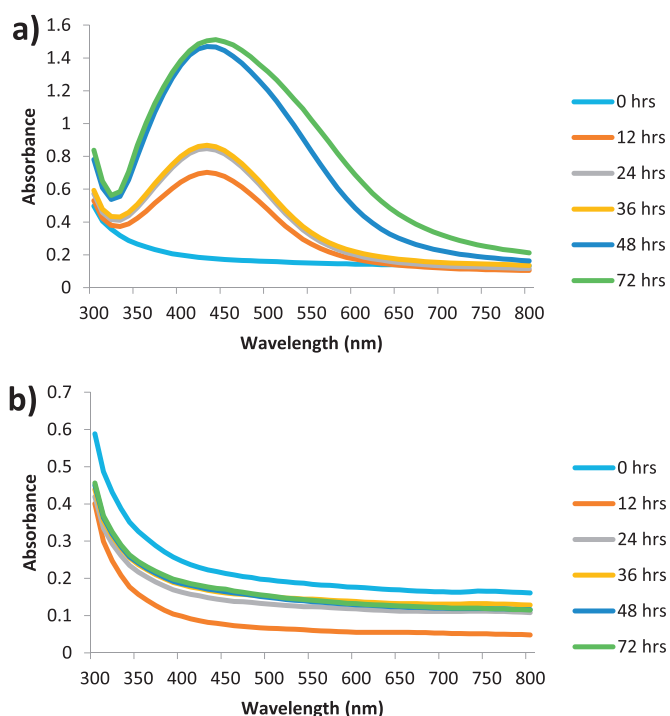 a)
1.6
1.4
1.2
1
0.8
0.6
0.4
0.2
0
Absorbance
300 350 400 450 500 550 600 650 700 750 800
Wavelength (nm)
0 hrs
12 hrs
24 hrs
36 hrs
48 hrs
72 hrs
b)
0.7
0.6
0.5
0.4
0.3
0.2
0.1
0
Absorbance
300 350 400 450 500 550 600 650 700 750 800
Wavelength (nm)
0 hrs
12 hrs
24 hrs
36 hrs
48 hrs
72 hrs